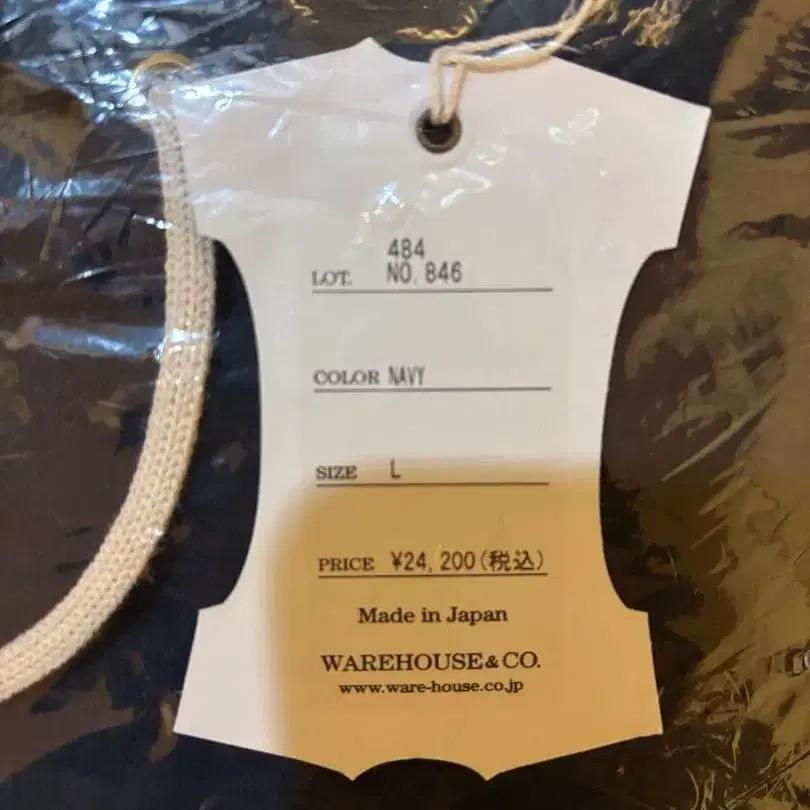 484
LOT. NO. 846
COLOR NAVY
SIZE L
PRICE ¥24,200(税込)
Made in Japan
WAREHOUSE & CO.
www.ware-house.co.jp